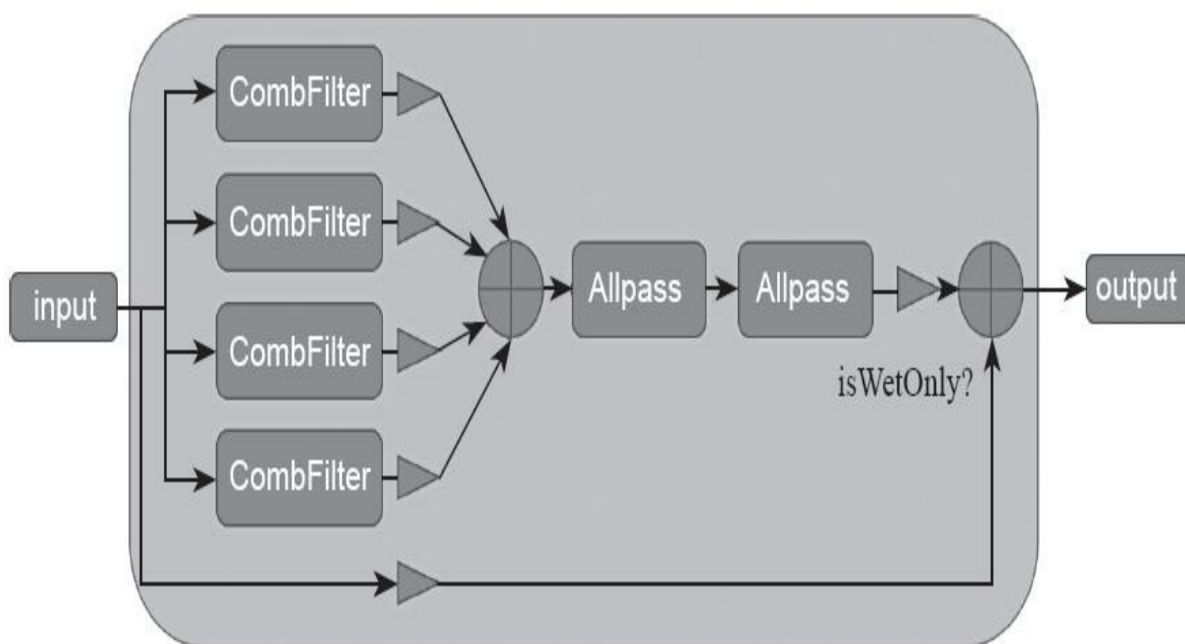 CombFilter
CombFilter
input
Allpass
Allpass
output
CombFilter
isWetOnly?
CombFilter